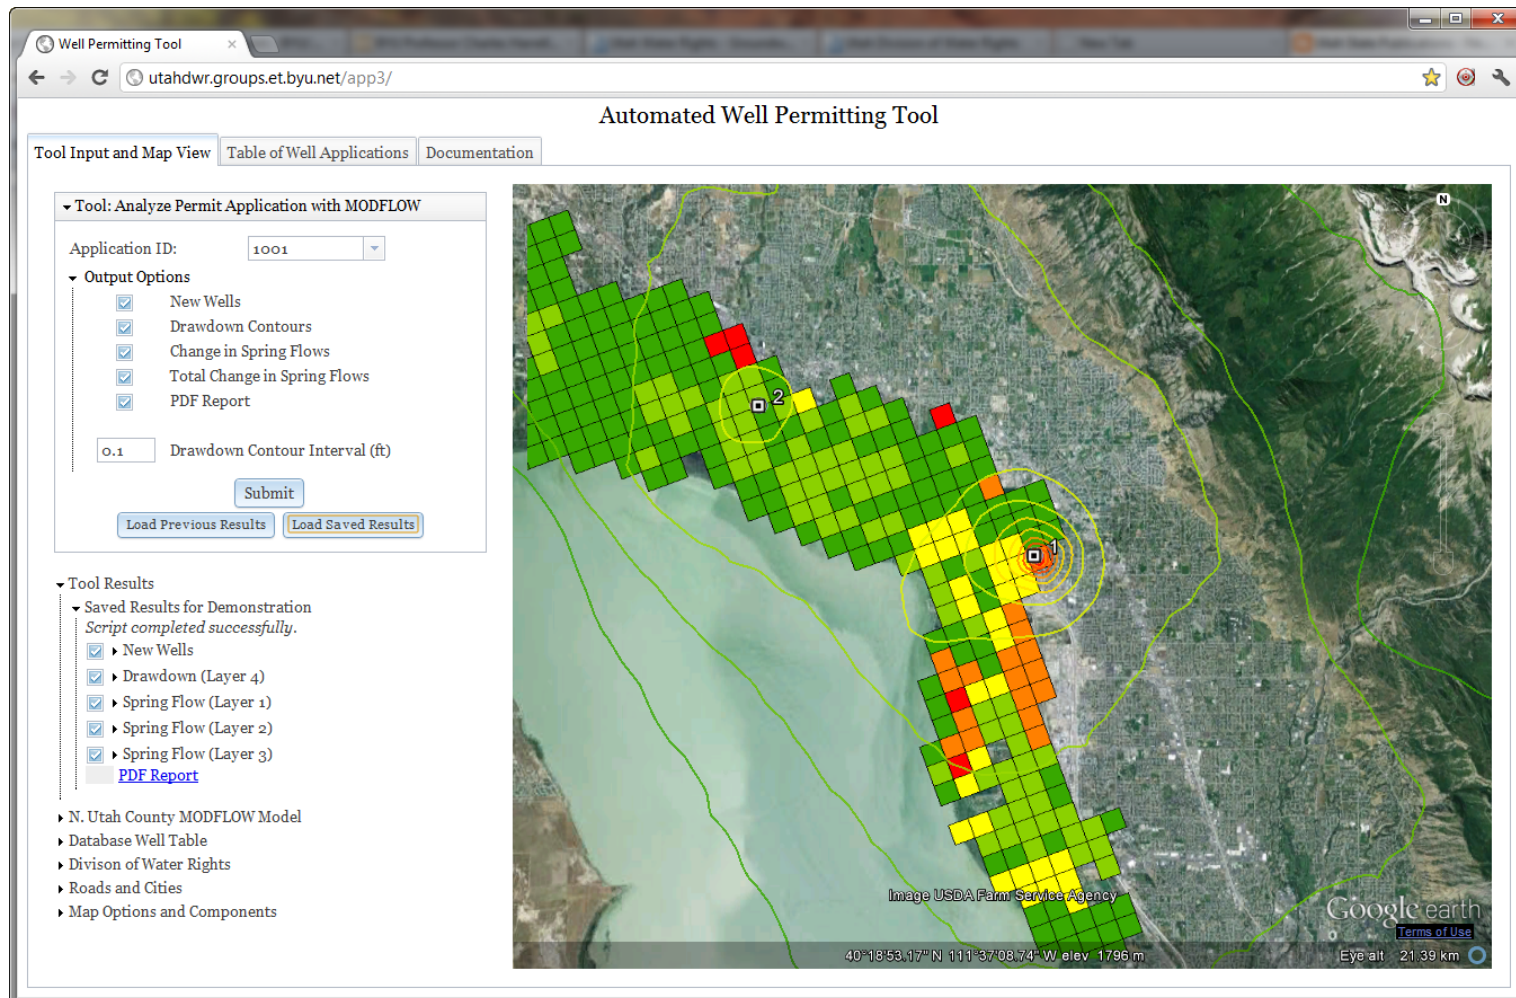 Well Permitting Tool
New Tab
utahdwr.groups.et.byu.net/app3/
Automated Well Permitting Tool
Tool Input and Map View
Table of Well Applications
Documentation
Tool: Analyze Permit Application with MODFLOW
Application ID:
1001
Output Options
New Wells
Drawdown Contours
Change in Spring Flows
Total Change in Spring Flows
PDF Report
0.1
Drawdown Contour Interval (ft)
Submit
Load Previous Results
Load Saved Results
Tool Results
Saved Results for Demonstration
Script completed successfully.
New Wells
Drawdown (Layer 4)
Spring Flow (Layer 1)
Spring Flow (Layer 2)
Spring Flow (Layer 3)
PDF Report
N. Utah County MODFLOW Model
Database Well Table
Divison of Water Rights
Roads and Cities
Map Options and Components
N
2
1
Image USDA Farm Service Agency
Google earth
Terms of Use
40°18'53.17" N 111°37'08.74" W elev 1796 m
Eye alt 21.39 km